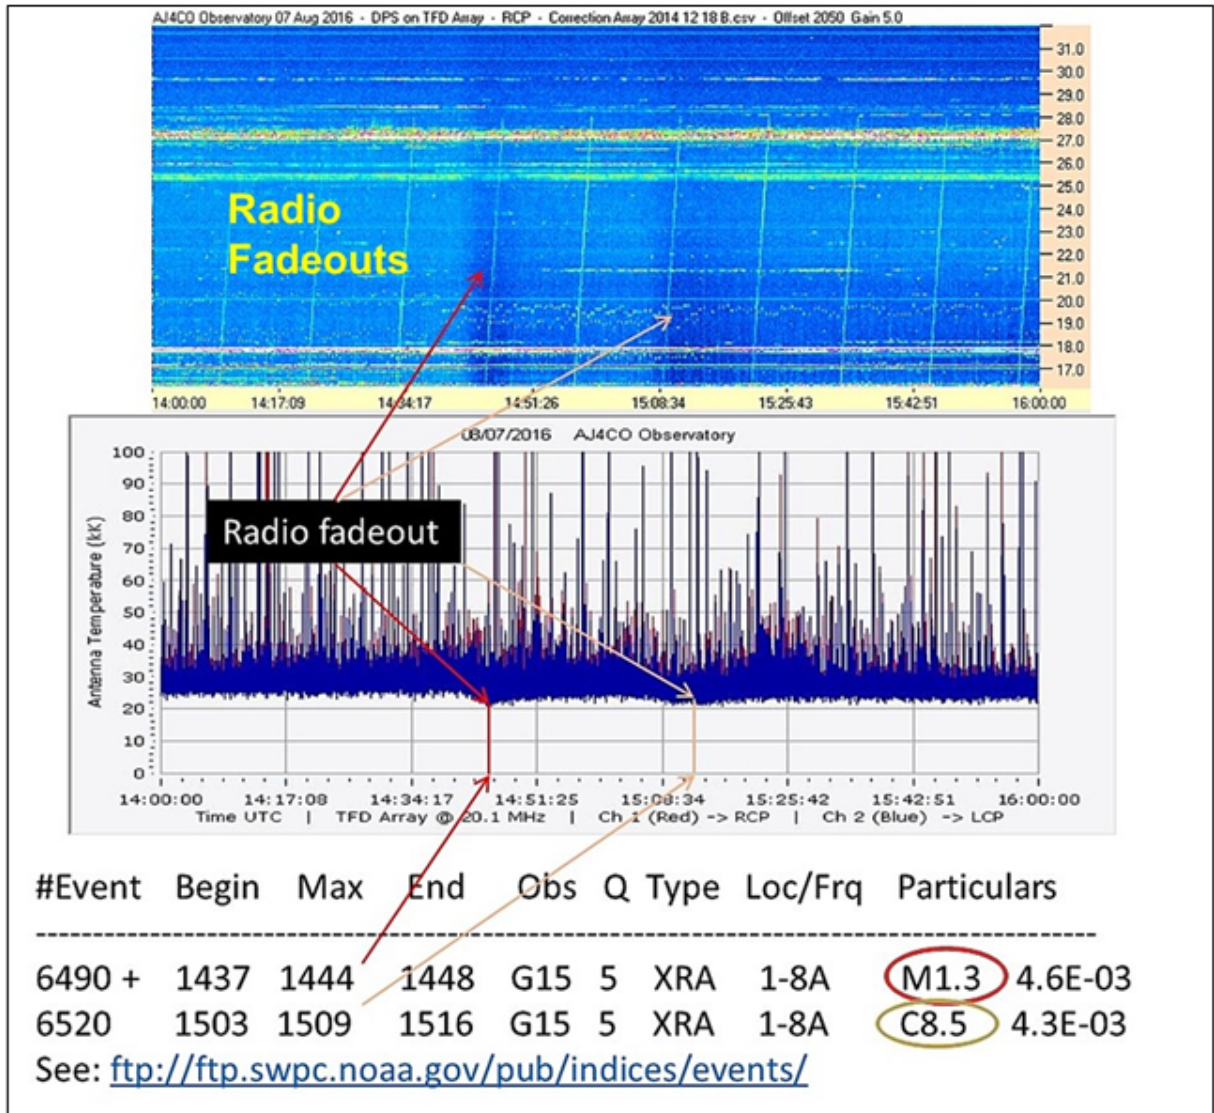 AJ4CO Observatory 07 Aug 2016 - DPS on TFD Array - RCP - Correction Array 2014 12 18 B.csv - Offset 2050 Gain 5.0
31.0
30.0
29.0
28.0
27.0
26.0
25.0
24.0
23.0
22.0
21.0
20.0
19.0
18.0
17.0
Radio
Fadeouts
14:00:00 14:17:09 14:34:17 14:51:26 15:08:34 15:25:43 15:42:51 16:00:00
08/07/2016 AJ4CO Observatory
Antenna Temperature (kK)
100
90
80
70
60
50
40
30
20
10
0
Radio fadeout
14:00:00 14:17:08 14:34:17 14:51:25 15:08:34 15:25:42 15:42:51 16:00:00
Time UTC | TFD Array @ 20.1 MHz | Ch 1 (Red) -> RCP | Ch 2 (Blue) -> LCP
#Event Begin Max End Obs Q Type Loc/Frq Particulars
6490 + 1437 1444 1448 G15 5 XRA 1-8A M1.3 4.6E-03
6520 1503 1509 1516 G15 5 XRA 1-8A C8.5 4.3E-03
See: ftp://ftp.swpc.noaa.gov/pub/indices/events/